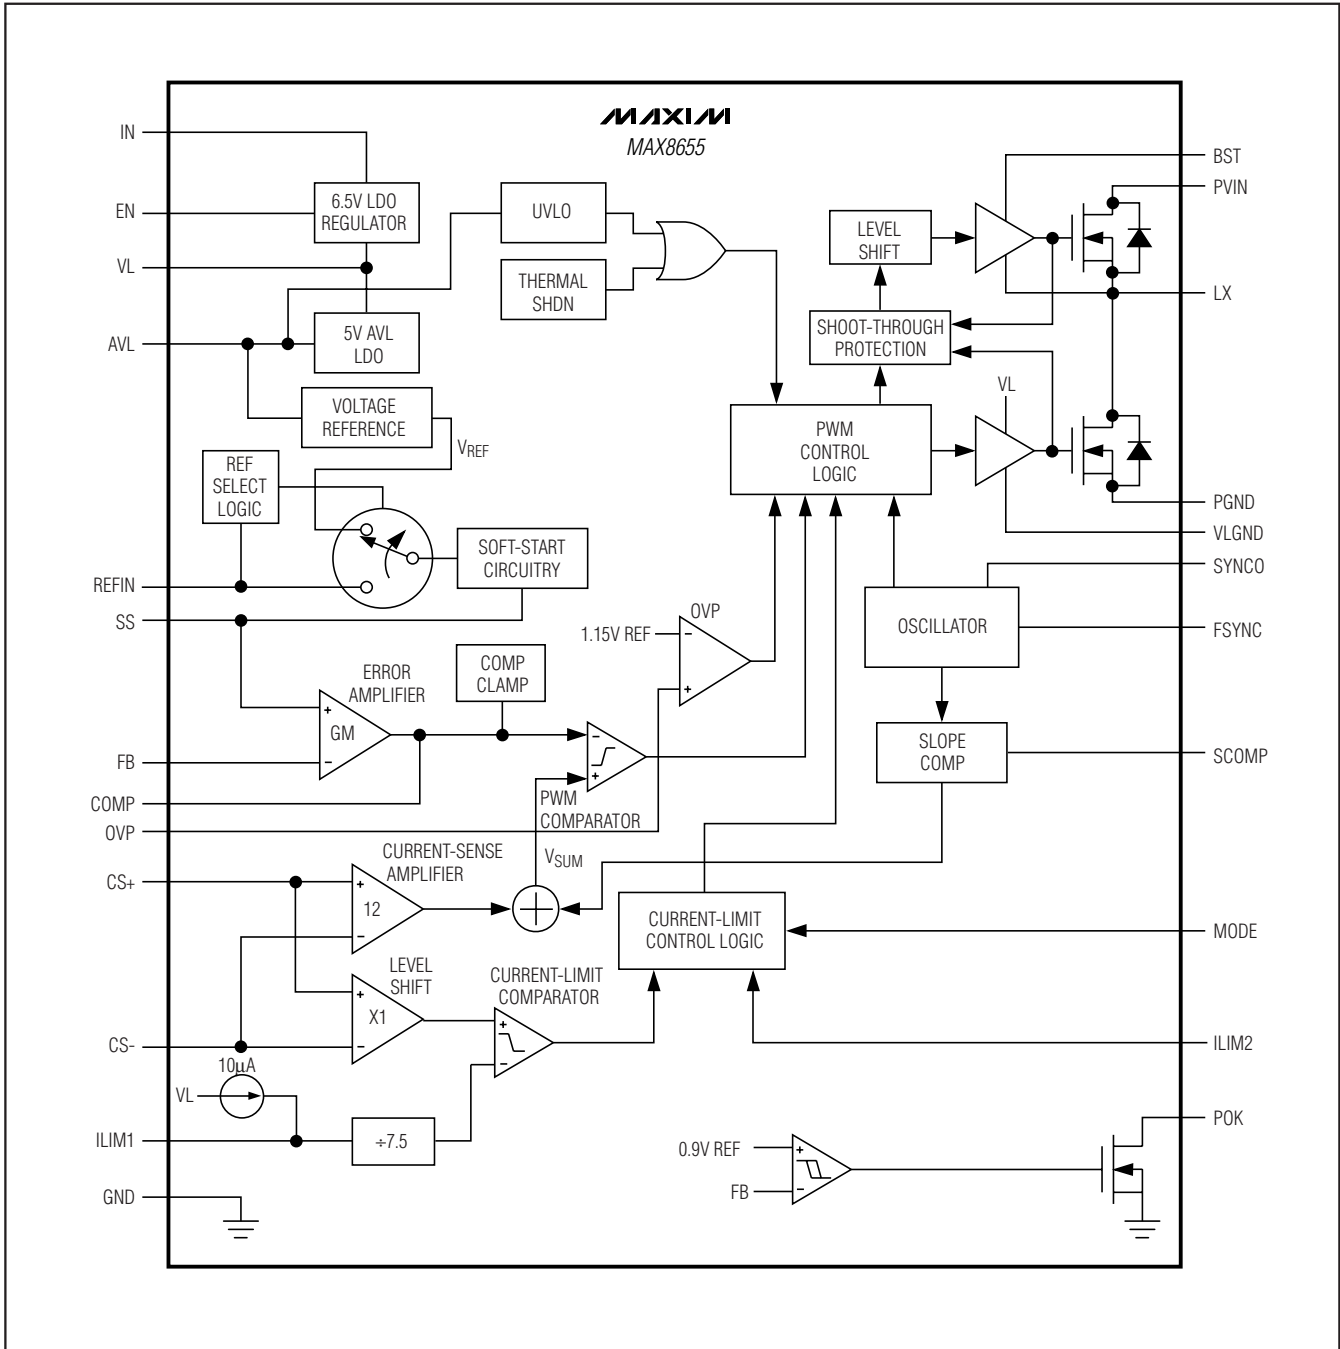 MAXIM
MAX8655
IN
EN
VL
AVL
REFIN
SS
FB
COMP
OVP
CS+
CS-
ILIM1
GND
BST
PVIN
LX
PGND
VLGND
SYNCO
FSYNC
SCOMP
MODE
ILIM2
POK
6.5V LDO
REGULATOR
5V AVL
LDO
UVLO
THERMAL
SHDN
VOLTAGE
REFERENCE
VREF
REF
SELECT
LOGIC
SOFT-START
CIRCUITRY
LEVEL
SHIFT
SHOOT-THROUGH
PROTECTION
PWM
CONTROL
LOGIC
VL
OSCILLATOR
SLOPE
COMP
OVP
1.15V REF
-
+
COMP
CLAMP
ERROR
AMPLIFIER
+
GM
-
-
+
PWM
COMPARATOR
VSUM
CURRENT-SENSE
AMPLIFIER
+
12
-
LEVEL
SHIFT
+
X1
-
CURRENT-LIMIT
COMPARATOR
+
-
CURRENT-LIMIT
CONTROL LOGIC
10µA
VL
÷7.5
0.9V REF
+
FB
-